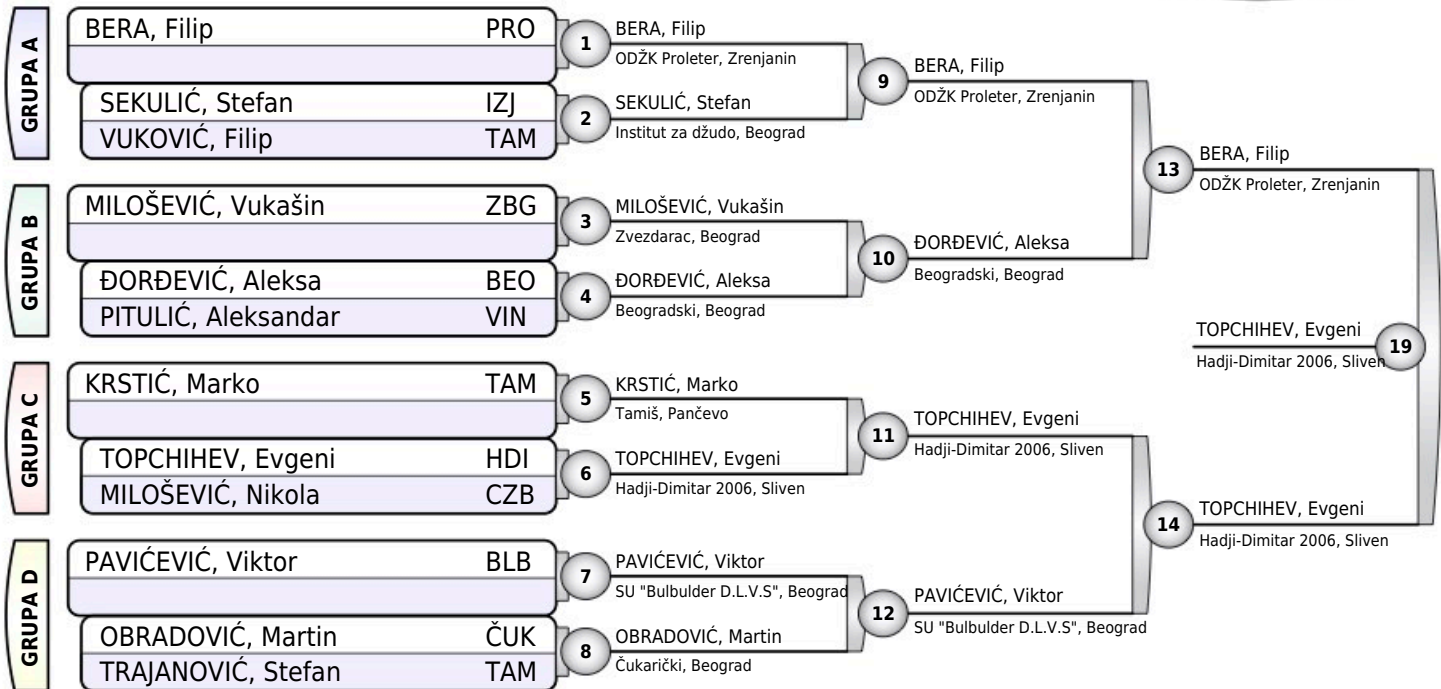 GRUPA A
BERA, Filip PRO
SEKULIĆ, Stefan IZJ
VUKOVIĆ, Filip TAM
GRUPA B
MILOŠEVIĆ, Vukašin ZBG
ĐORĐEVIĆ, Aleksa BEO
PITULIĆ, Aleksandar VIN
GRUPA C
KRSTIĆ, Marko TAM
TOPCHIHEV, Evgeni HDI
MILOŠEVIĆ, Nikola CZB
GRUPA D
PAVIĆEVIĆ, Viktor BLB
OBRADOVIĆ, Martin ČUK
TRAJANOVIĆ, Stefan TAM
1
BERA, Filip
ODŽK Proleter, Zrenjanin
2
SEKULIĆ, Stefan
Institut za džudo, Beograd
3
MILOŠEVIĆ, Vukašin
Zvezdarac, Beograd
4
ĐORĐEVIĆ, Aleksa
Beogradski, Beograd
5
KRSTIĆ, Marko
Tamiš, Pančevo
6
TOPCHIHEV, Evgeni
Hadji-Dimitar 2006, Sliven
7
PAVIĆEVIĆ, Viktor
SU "Bulbulder D.L.V.S", Beograd
8
OBRADOVIĆ, Martin
Čukarički, Beograd
9
BERA, Filip
ODŽK Proleter, Zrenjanin
10
ĐORĐEVIĆ, Aleksa
Beogradski, Beograd
11
TOPCHIHEV, Evgeni
Hadji-Dimitar 2006, Sliven
12
PAVIĆEVIĆ, Viktor
SU "Bulbulder D.L.V.S", Beograd
13
BERA, Filip
ODŽK Proleter, Zrenjanin
14
TOPCHIHEV, Evgeni
Hadji-Dimitar 2006, Sliven
TOPCHIHEV, Evgeni
Hadji-Dimitar 2006, Sliven
19